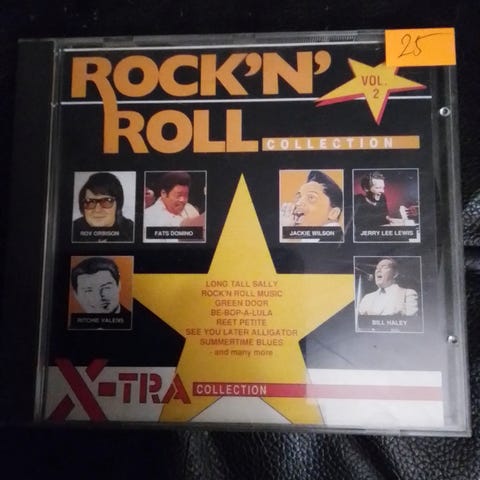 25
ROCK'N'
ROLL
VOL.
2
COLLECTION
ROY ORBISON
FATS DOMINO
JACKIE WILSON
JERRY LEE LEWIS
RITCHIE VALENS
BILL HALEY
LONG TALL SALLY
ROCK'N ROLL MUSIC
GREEN DOOR
BE-BOP-A-LULA
REET PETITE
SEE YOU LATER ALLIGATOR
SUMMERTIME BLUES
- and many more
X-TRA COLLECTION